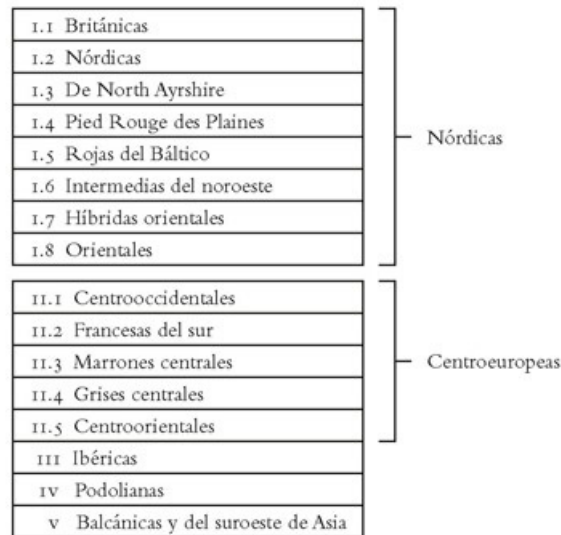 I.I Británicas
I.2 Nórdicas
I.3 De North Ayrshire
I.4 Pied Rouge des Plaines
I.5 Rojas del Báltico
I.6 Intermedias del noroeste
I.7 Híbridas orientales
I.8 Orientales
Nórdicas
II.I Centrooccidentales
II.2 Francesas del sur
II.3 Marrones centrales
II.4 Grises centrales
II.5 Centroorientales
Centroeuropeas
III Ibéricas
IV Podolianas
V Balcánicas y del suroeste de Asia